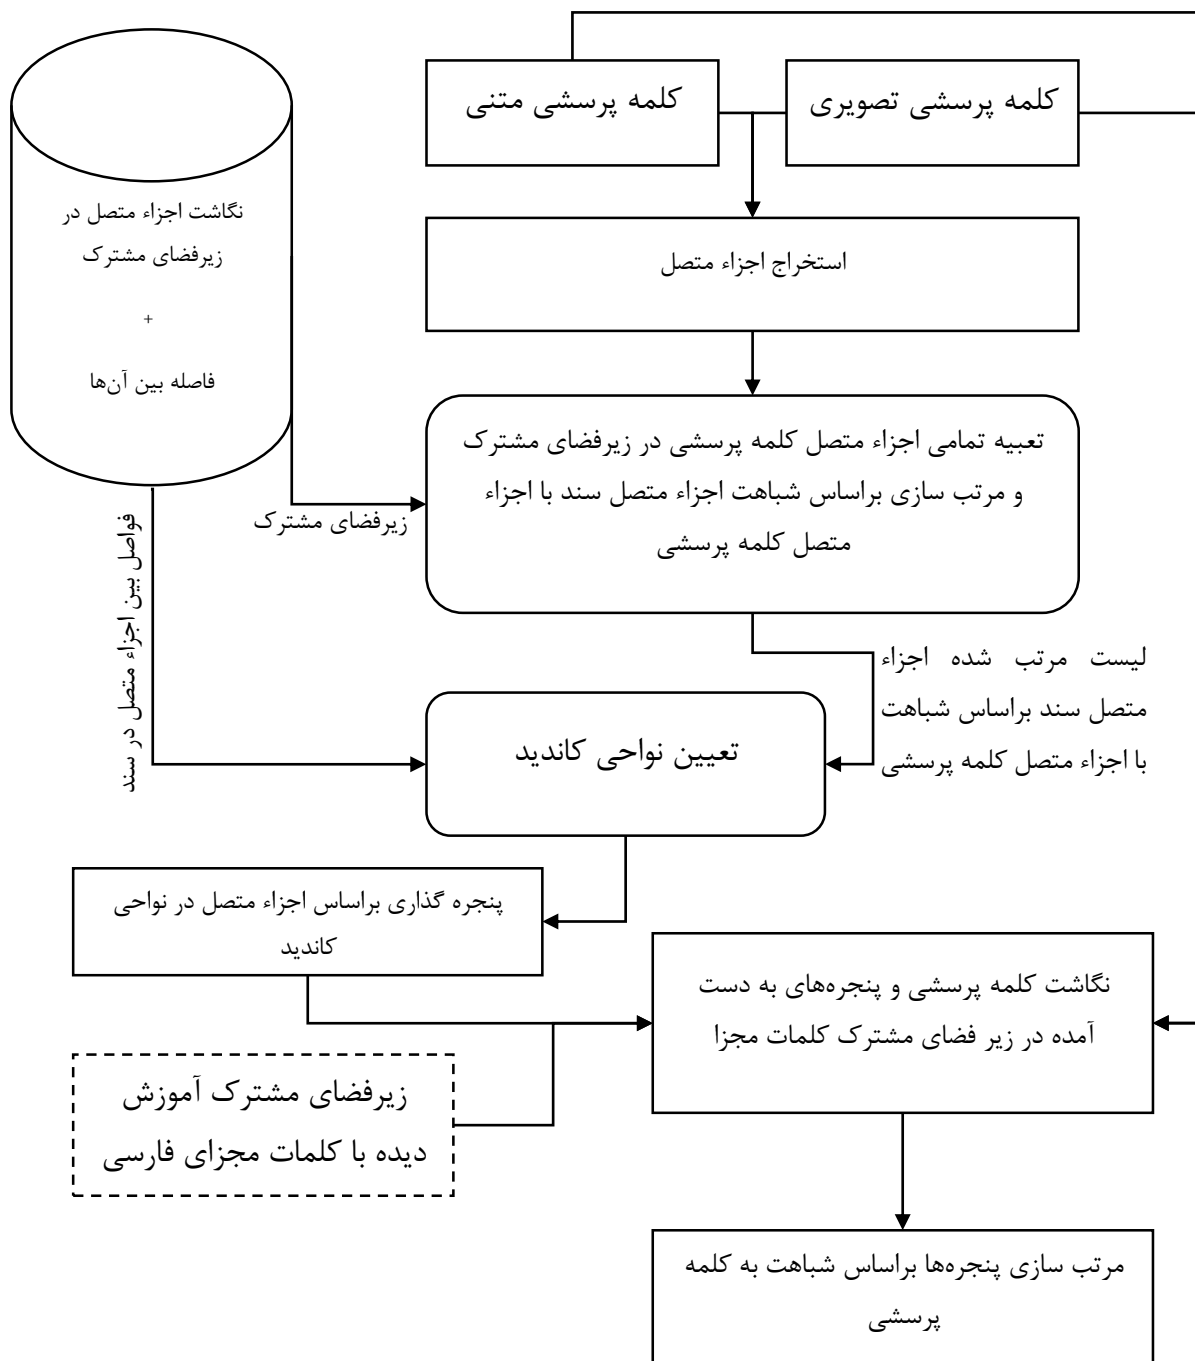 کلمه پرسشی تصویری
کلمه پرسشی متنی
نگاشت اجزاء متصل در
زیرفضای مشترک
+
فاصله بین آن‌ها
استخراج اجزاء متصل
تعبیه تمامی اجزاء متصل کلمه پرسشی در زیرفضای مشترک
و مرتب سازی براساس شباهت اجزاء متصل سند با اجزاء
متصل کلمه پرسشی
زیرفضای مشترک
فواصل بین اجزاء متصل در سند
لیست مرتب شده اجزاء
متصل سند براساس شباهت
با اجزاء متصل کلمه پرسشی
تعیین نواحی کاندید
پنجره گذاری براساس اجزاء متصل در نواحی
کاندید
نگاشت کلمه پرسشی و پنجره‌های به دست
آمده در زیر فضای مشترک کلمات مجزا
زیرفضای مشترک آموزش
دیده با کلمات مجزای فارسی
مرتب سازی پنجره‌ها براساس شباهت به کلمه
پرسشی